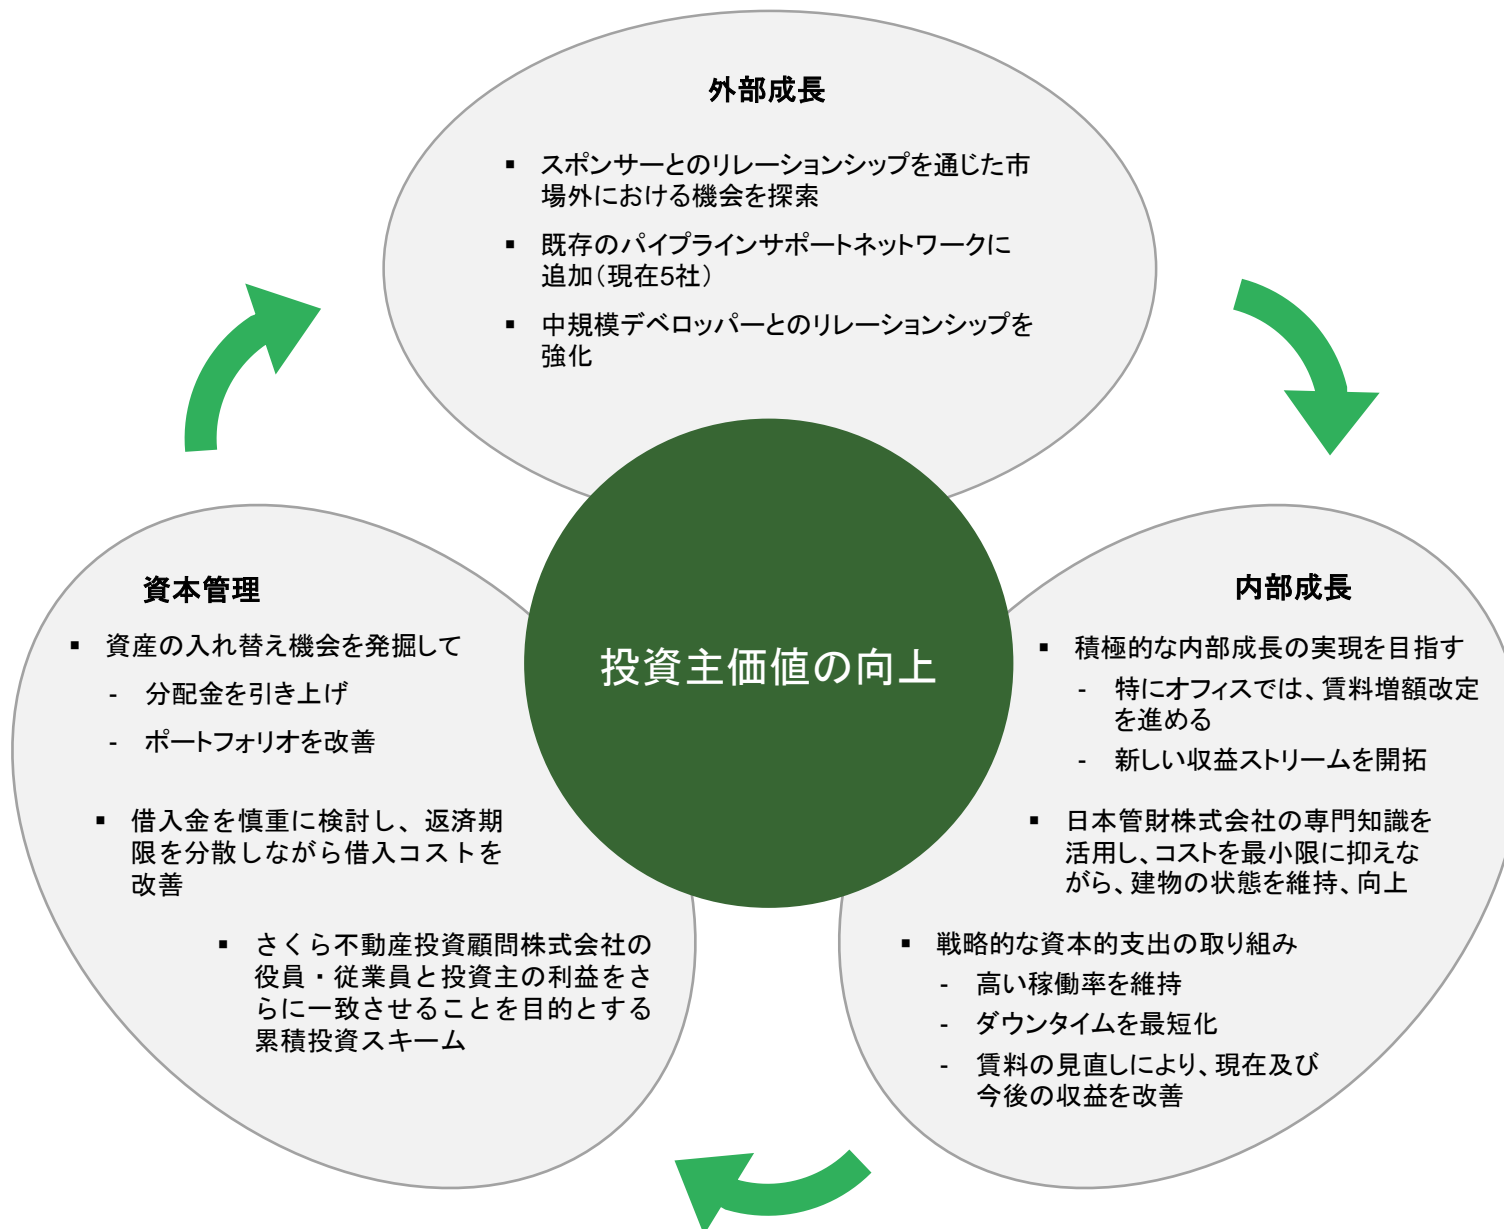 外部成長
▪ スポンサーとのリレーションシップを通じた市
場外における機会を探索
▪ 既存のパイプラインサポートネットワークに
追加（現在5社）
▪ 中規模デベロッパーとのリレーションシップを
強化
投資主価値の向上
資本管理
▪ 資産の入れ替え機会を発掘して
- 分配金を引き上げ
- ポートフォリオを改善
▪ 借入金を慎重に検討し、返済期
限を分散しながら借入コストを
改善
▪ さくら不動産投資顧問株式会社の
役員・従業員と投資主の利益をさ
らに一致させることを目的とする
累積投資スキーム
内部成長
▪ 積極的な内部成長の実現を目指す
- 特にオフィスでは、賃料増額改定
を進める
- 新しい収益ストリームを開拓
▪ 日本管財株式会社の専門知識を
活用し、コストを最小限に抑えな
がら、建物の状態を維持、向上
▪ 戦略的な資本的支出の取り組み
- 高い稼働率を維持
- ダウンタイムを最短化
- 賃料の見直しにより、現在及び
今後の収益を改善